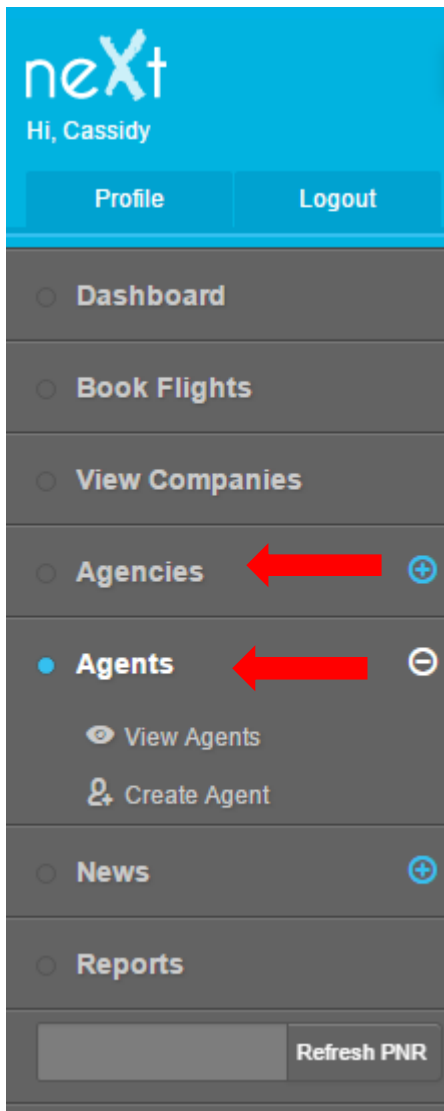 neXt
Hi, Cassidy
Profile Logout
Dashboard
Book Flights
View Companies
Agencies
Agents
View Agents
Create Agent
News
Reports
Refresh PNR